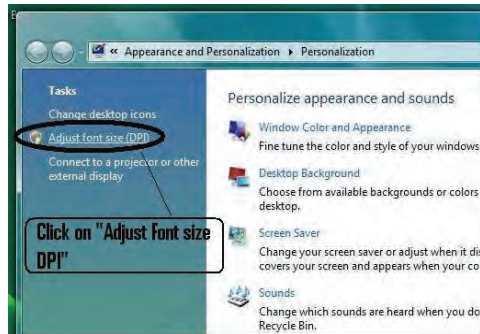 « Appearance and Personalization ▸ Personalization
Tasks
Change desktop icons
Adjust font size (DPI)
Connect to a projector or other
external display
Click on "Adjust Font size
DPI"
Personalize appearance and sounds
Window Color and Appearance
Fine tune the color and style of your windows
Desktop Background
Choose from available backgrounds or colors
desktop.
Screen Saver
Change your screen saver or adjust when it dis
covers your screen and appears when your co
Sounds
Change which sounds are heard when you do
Recycle Bin.